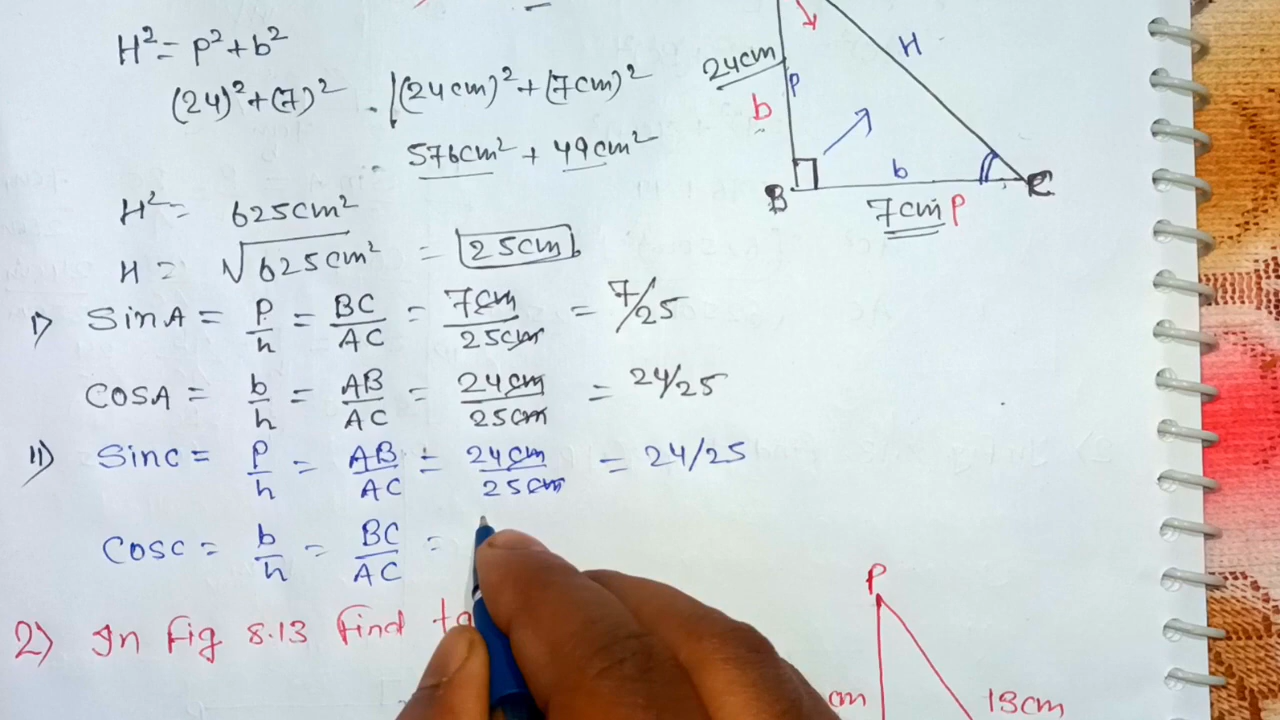 H² = P² + b²
(24)² + (7)² . (24cm)² + (7cm)²
. 576cm² + 49cm²
H² = 625cm²
H = √625cm² = 25cm
i) SinA = P/h = BC/AC = 7cm/25cm = 7/25
COSA = b/h = AB/AC = 24cm/25cm = 24/25
ii) Sinc = P/h = AB/AC = 24cm/25cm = 24/25
COSC = b/h = BC/AC =
2) In Fig 8.13 find
24cm
P
b
H
b
B
C
7cm P
P
cm
13cm